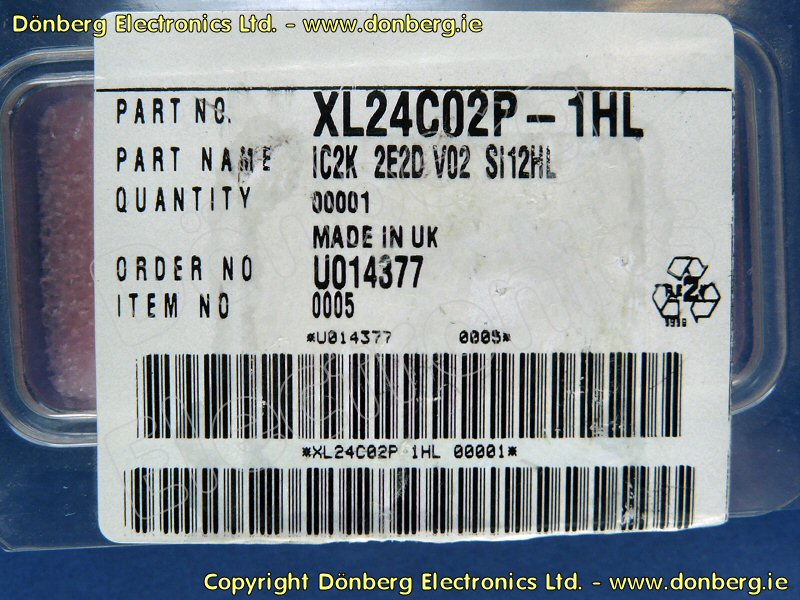 Dönberg Electronics Ltd. - www.donberg.ie
PART NO. XL24C02P-1HL
PART NAME IC2K 2E2D V02 SI12HL
QUANTITY 00001
MADE IN UK
ORDER NO U014377
ITEM NO 0005
*U014377 0005*
*XL24C02P 1HL 00001*
Copyright Dönberg Electronics Ltd. - www.donberg.ie